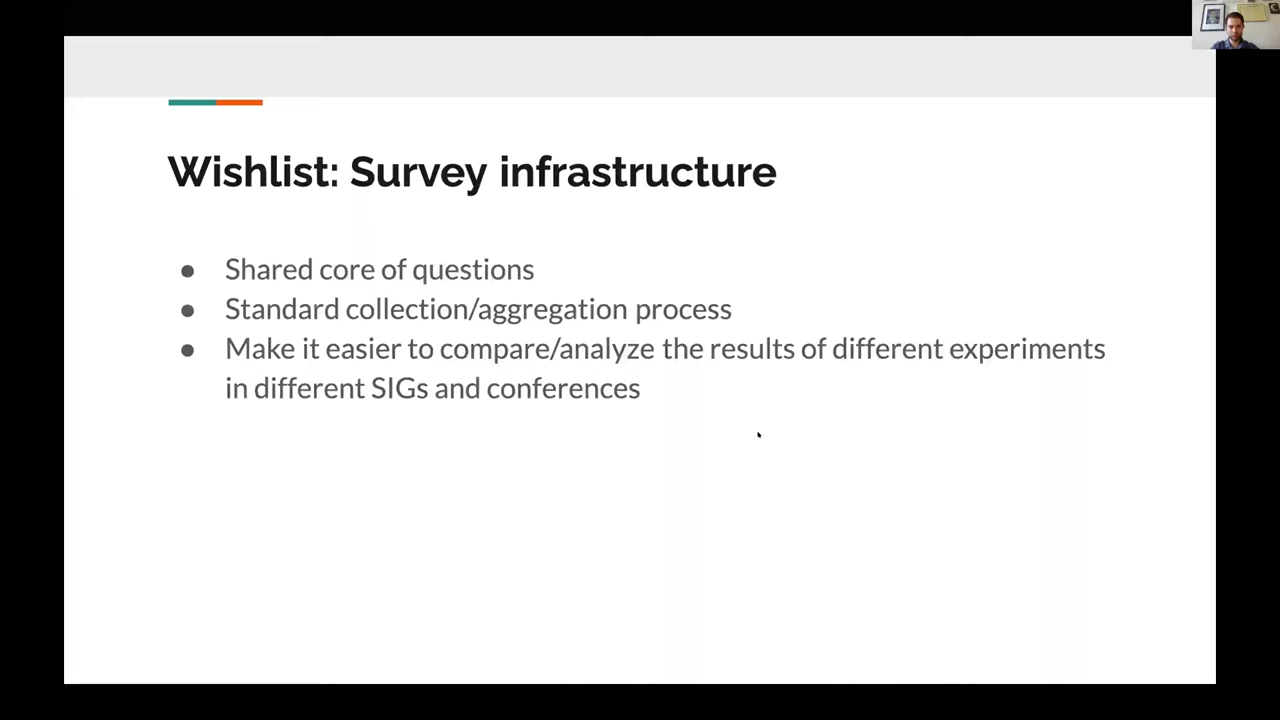 Wishlist: Survey infrastructure
● Shared core of questions
● Standard collection/aggregation process
● Make it easier to compare/analyze the results of different experiments
in different SIGs and conferences